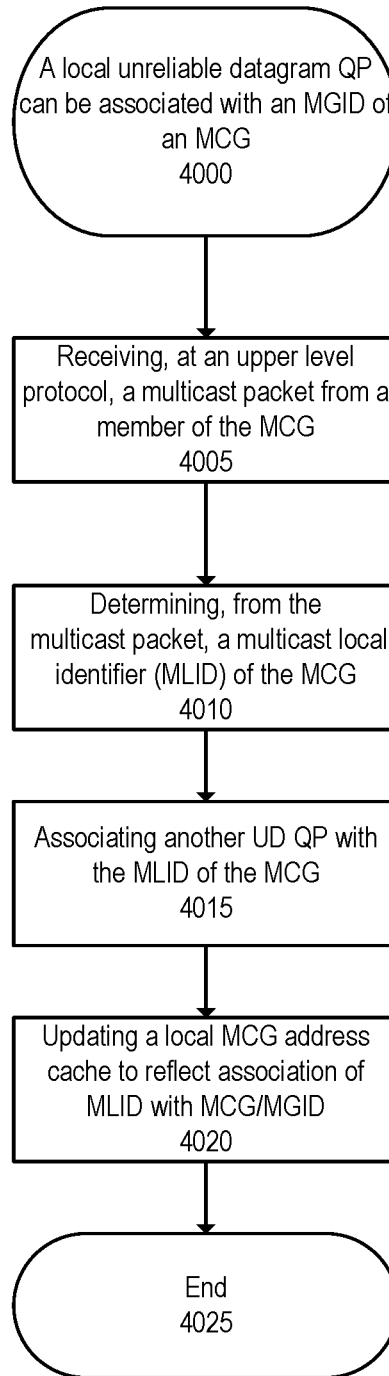 A local unreliable datagram QP
can be associated with an MGID of
an MCG
4000
Receiving, at an upper level
protocol, a multicast packet from a
member of the MCG
4005
Determining, from the
multicast packet, a multicast local
identifier (MLID) of the MCG
4010
Associating another UD QP with
the MLID of the MCG
4015
Updating a local MCG address
cache to reflect association of
MLID with MCG/MGID
4020
End
4025